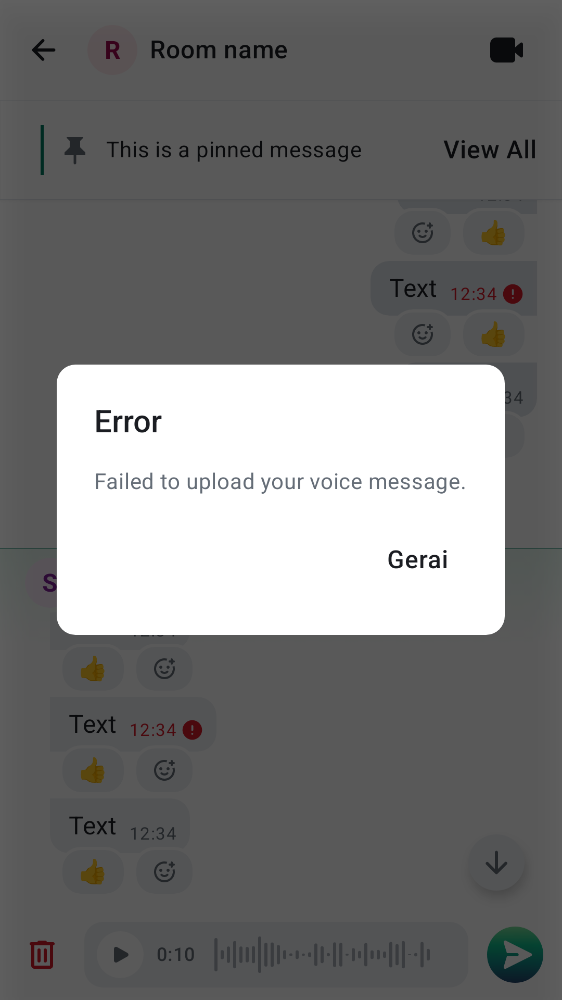 R Room name
This is a pinned message View All
Text 12:34
34
Error
Failed to upload your voice message.
Gerai
S
Text 12:34
Text 12:34
0:10